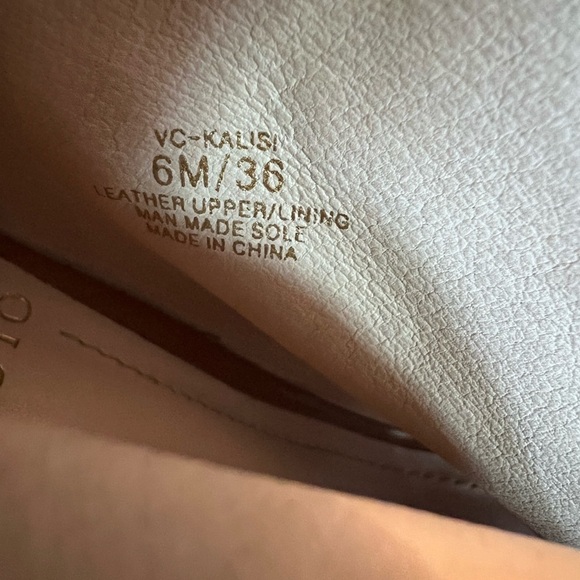 VC-KALISI
6M/36
LEATHER UPPER/LINING
MAN MADE SOLE
MADE IN CHINA